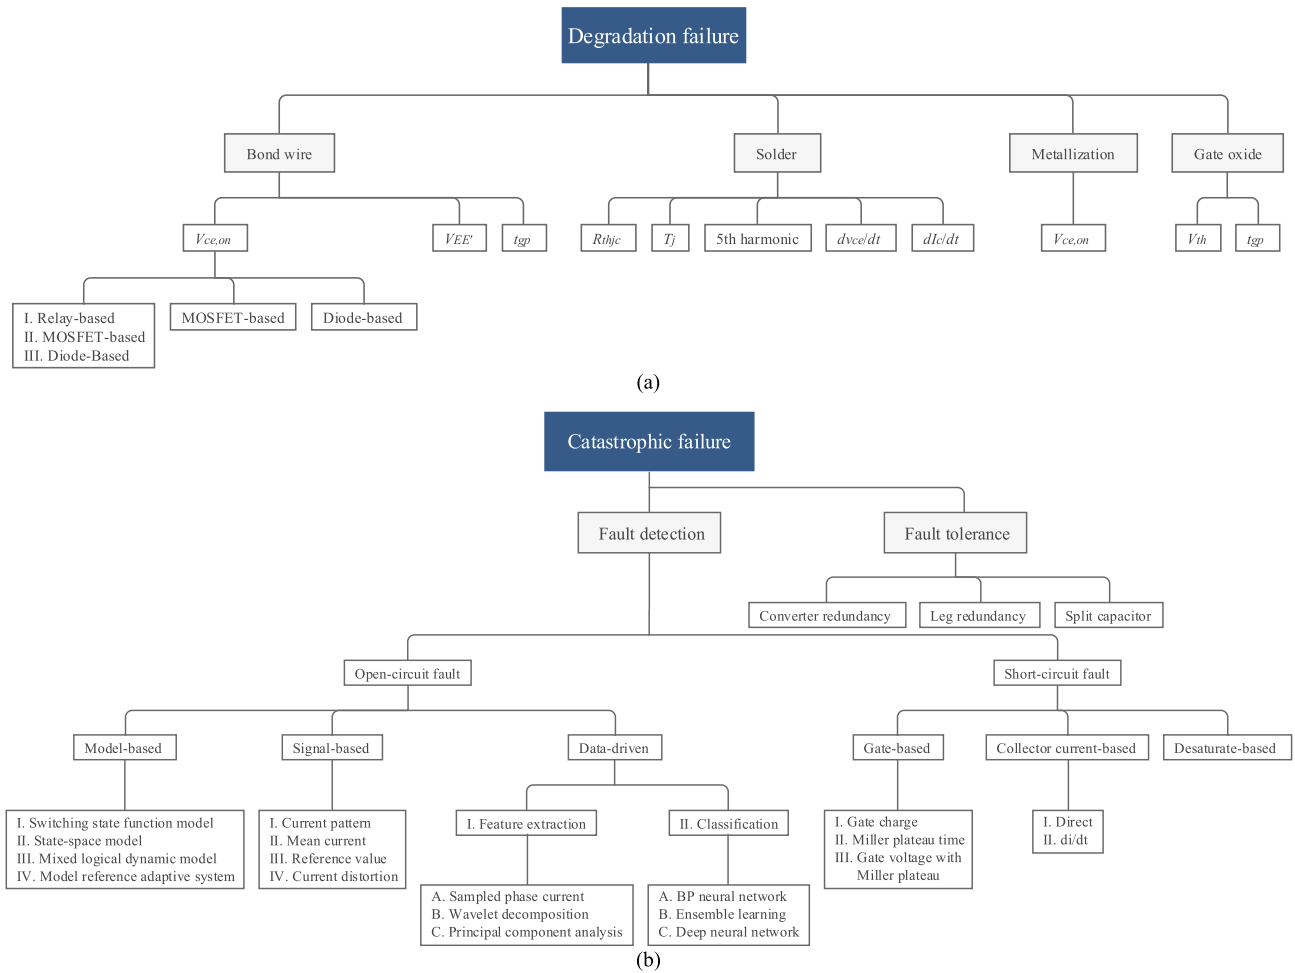 Degradation failure
Bond wire
Solder
Metallization
Gate oxide
Vce,on
VEE'
tgp
Rthjc
Tj
5th harmonic
dvce/dt
dIc/dt
Vce,on
Vth
tgp
I. Relay-based
II. MOSFET-based
III. Diode-Based
MOSFET-based
Diode-based
(a)
Catastrophic failure
Fault detection
Fault tolerance
Converter redundancy
Leg redundancy
Split capacitor
Open-circuit fault
Short-circuit fault
Model-based
Signal-based
Data-driven
Gate-based
Collector current-based
Desaturate-based
I. Switching state function model
II. State-space model
III. Mixed logical dynamic model
IV. Model reference adaptive system
I. Current pattern
II. Mean current
III. Reference value
IV. Current distortion
I. Feature extraction
II. Classification
I. Gate charge
II. Miller plateau time
III. Gate voltage with
Miller plateau
I. Direct
II. di/dt
A. Sampled phase current
B. Wavelet decomposition
C. Principal component analysis
A. BP neural network
B. Ensemble learning
C. Deep neural network
(b)